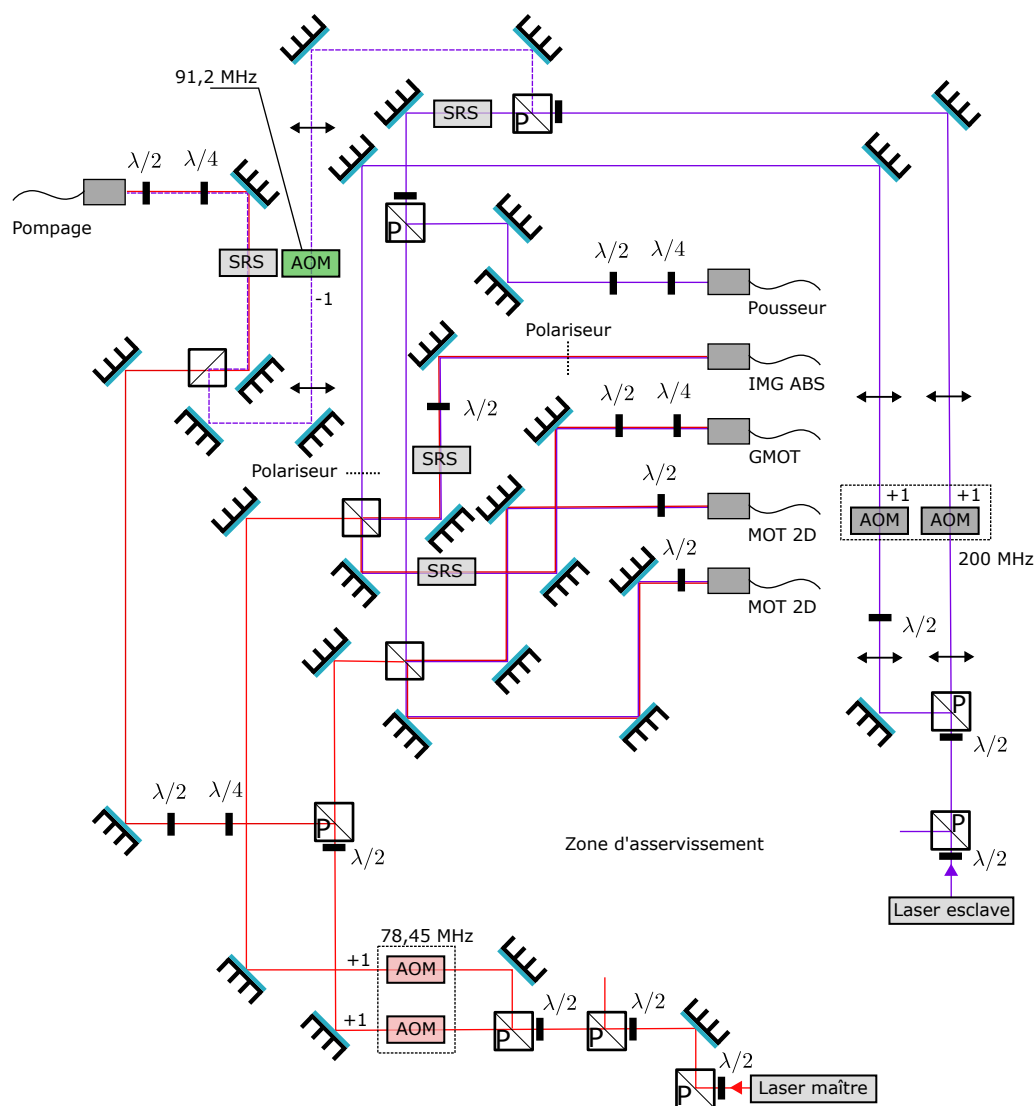 91,2 MHz
SRS
P
λ/2
λ/4
Pompage
P
SRS
AOM
-1
λ/2
λ/4
Pousseur
Polariseur
IMG ABS
λ/2
λ/2
λ/4
GMOT
SRS
Polariseur
λ/2
MOT 2D
+1
+1
AOM
AOM
200 MHz
SRS
λ/2
MOT 2D
λ/2
P
λ/2
λ/2
λ/4
P
λ/2
Zone d'asservissement
P
λ/2
Laser esclave
78,45 MHz
+1
AOM
+1
AOM
P
λ/2
P
λ/2
P
λ/2
Laser maître